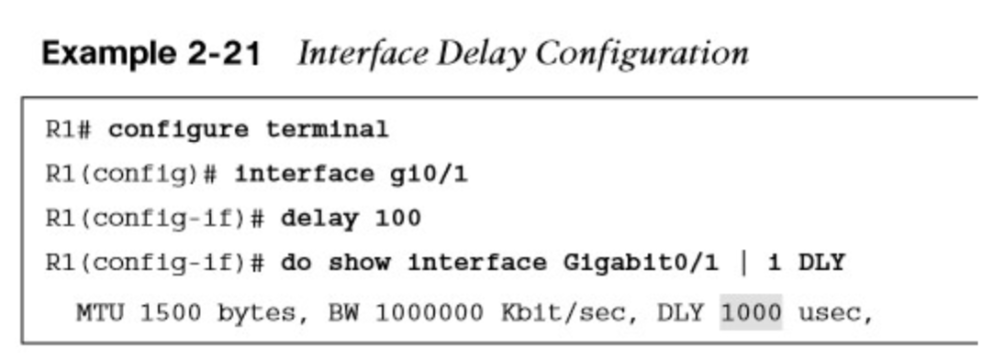 Example 2-21 Interface Delay Configuration
R1# configure terminal
R1(config)# interface gi0/1
R1(config-if)# delay 100
R1(config-if)# do show interface Gigabit0/1 | i DLY
MTU 1500 bytes, BW 1000000 Kbit/sec, DLY 1000 usec,